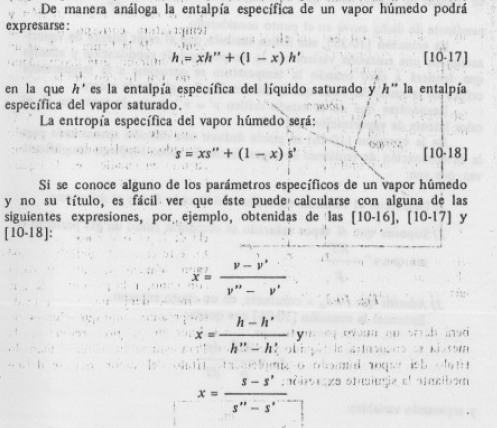 De manera análoga la entalpía específica de un vapor húmedo podrá
expresarse:
h = xh" + (1 - x) h' [10-17]
en la que h' es la entalpía específica del líquido saturado y h" la entalpía
específica del vapor saturado.
La entropía específica del vapor húmedo será:
s = xs" + (1 - x) s' [10-18]
Si se conoce alguno de los parámetros específicos de un vapor húmedo
y no su título, es fácil ver que éste puede calcularse con alguna de las
siguientes expresiones, por ejemplo, obtenidas de las [10-16], [10-17] y
[10-18]:
x = (v - v') / (v" - v')
x = (h - h') / (h" - h') y
x = (s - s') / (s" - s')